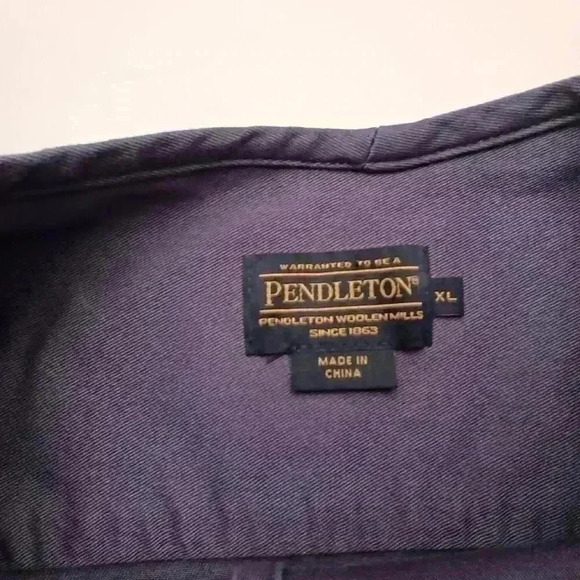 WARRANTED TO BE A
PENDLETON®
XL
PENDLETON WOOLEN MILLS
SINCE 1863
MADE IN
CHINA